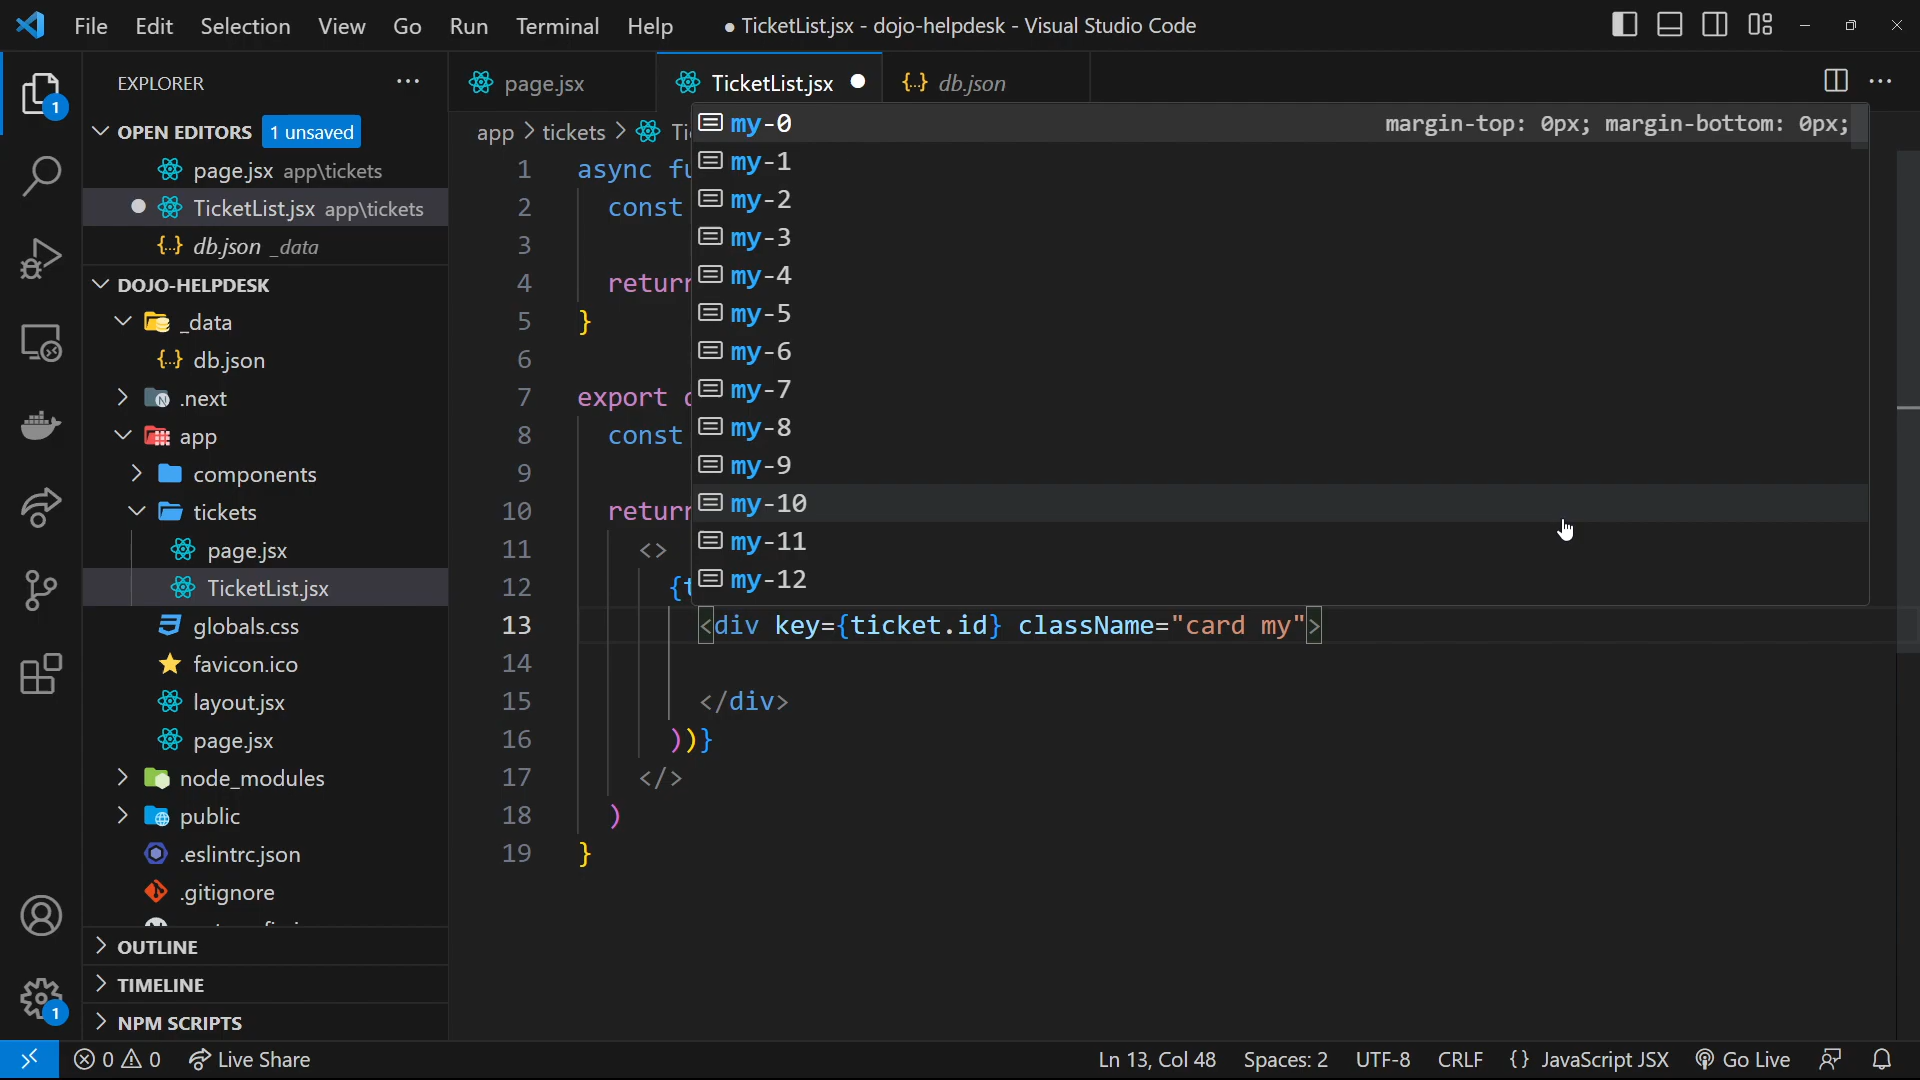 File Edit Selection View Go Run Terminal Help ● TicketList.jsx - dojo-helpdesk - Visual Studio Code
EXPLORER ···
OPEN EDITORS 1 unsaved
page.jsx app\tickets
TicketList.jsx app\tickets
{..} db.json _data
DOJO-HELPDESK
_data
{..} db.json
.next
app
components
tickets
page.jsx
TicketList.jsx
globals.css
favicon.ico
layout.jsx
page.jsx
node_modules
public
.eslintrc.json
.gitignore
OUTLINE
TIMELINE
NPM SCRIPTS
1
1
page.jsx TicketList.jsx ● {..} db.json
app > tickets >
my-0 margin-top: 0px; margin-bottom: 0px;
my-1
my-2
my-3
my-4
my-5
my-6
my-7
my-8
my-9
my-10
my-11
my-12
1 async
2 const
3
4 return
5 }
6
7 export
8 const
9
10 return
11 <>
12 {t
13 <div key={ticket.id} className="card my">
14
15 </div>
16 ))}
17 </>
18 )
19 }
0 0 Live Share Ln 13, Col 48 Spaces: 2 UTF-8 CRLF {} JavaScript JSX Go Live